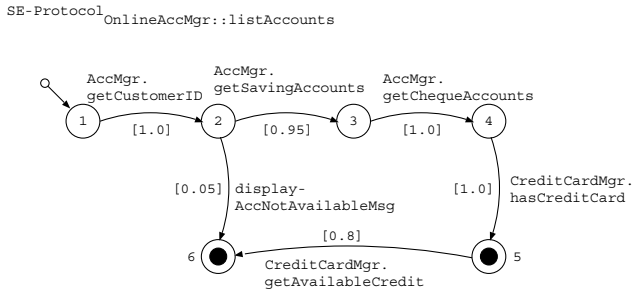 SE-Protocol OnlineAccMgr::listAccounts
AccMgr.
getCustomerID
AccMgr.
getSavingAccounts
AccMgr.
getChequeAccounts
1
2
3
4
[1.0]
[0.95]
[1.0]
[0.05]
display-
AccNotAvailableMsg
[1.0]
CreditCardMgr.
hasCreditCard
[0.8]
6
5
CreditCardMgr.
getAvailableCredit